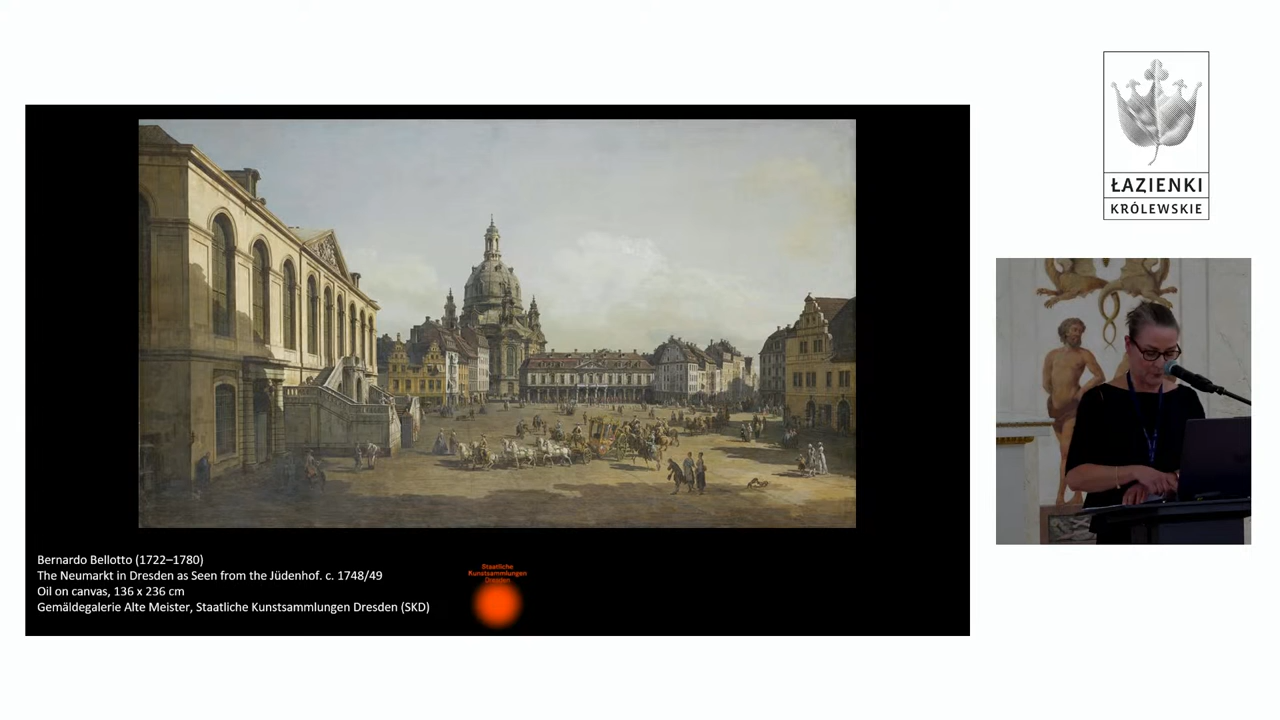 ŁAZIENKI
KRÓLEWSKIE
Bernardo Bellotto (1722–1780)
The Neumarkt in Dresden as Seen from the Jüdenhof. c. 1748/49
Oil on canvas, 136 x 236 cm
Gemäldegalerie Alte Meister, Staatliche Kunstsammlungen Dresden (SKD)
Staatliche
Kunstsammlungen
Dresden